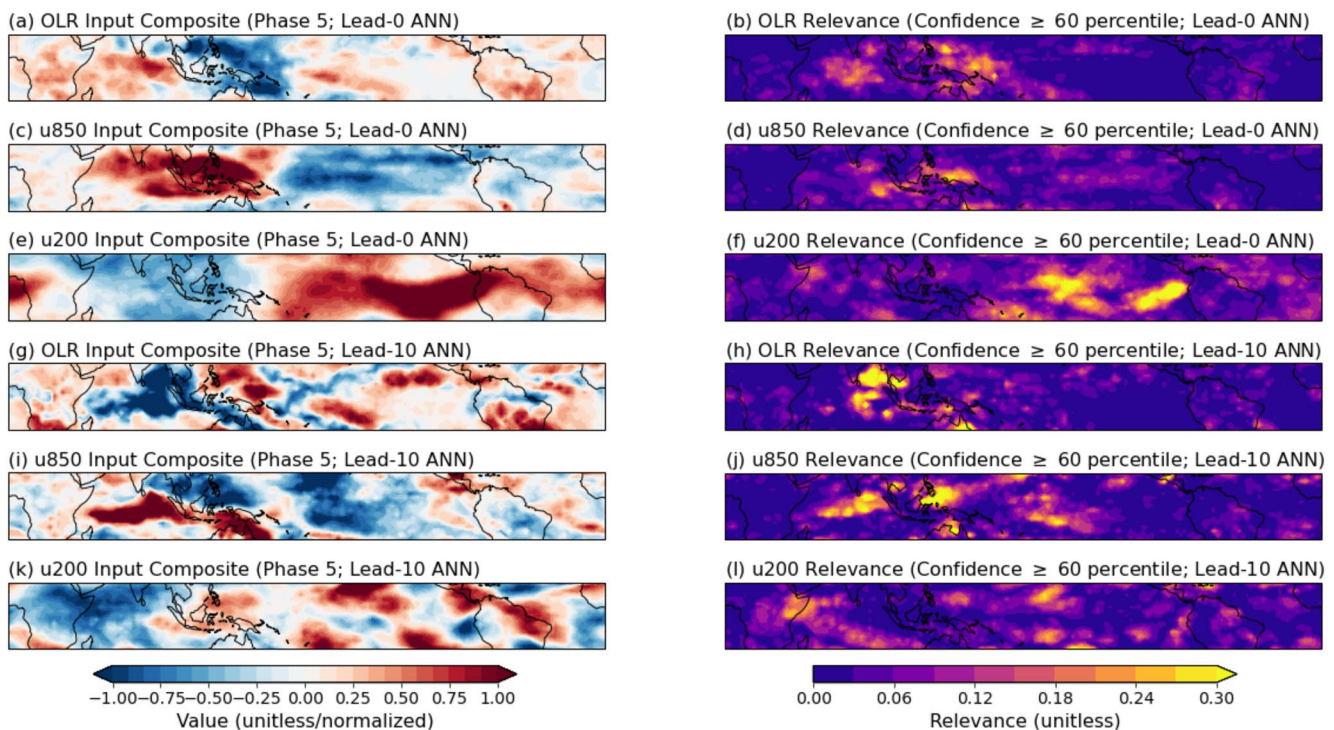 (a) OLR Input Composite (Phase 5; Lead-0 ANN)
(b) OLR Relevance (Confidence ≥ 60 percentile; Lead-0 ANN)
(c) u850 Input Composite (Phase 5; Lead-0 ANN)
(d) u850 Relevance (Confidence ≥ 60 percentile; Lead-0 ANN)
(e) u200 Input Composite (Phase 5; Lead-0 ANN)
(f) u200 Relevance (Confidence ≥ 60 percentile; Lead-0 ANN)
(g) OLR Input Composite (Phase 5; Lead-10 ANN)
(h) OLR Relevance (Confidence ≥ 60 percentile; Lead-10 ANN)
(i) u850 Input Composite (Phase 5; Lead-10 ANN)
(j) u850 Relevance (Confidence ≥ 60 percentile; Lead-10 ANN)
(k) u200 Input Composite (Phase 5; Lead-10 ANN)
(l) u200 Relevance (Confidence ≥ 60 percentile; Lead-10 ANN)
−1.00 −0.75 −0.50 −0.25 0.00 0.25 0.50 0.75 1.00
Value (unitless/normalized)
0.00 0.06 0.12 0.18 0.24 0.30
Relevance (unitless)